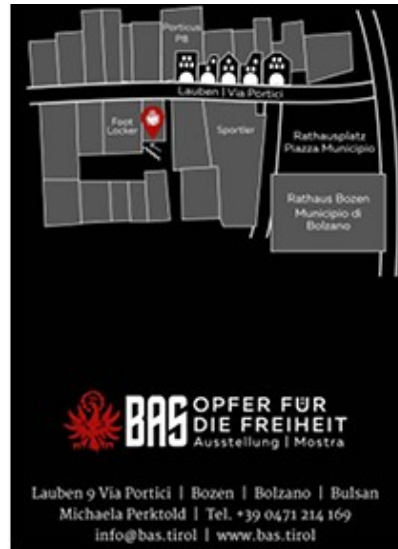 Porticus
PB
Lauben | Via Portici
Foot
Locker
Sportler
Rathausplatz
Piazza Municipio
Rathaus Bozen
Municipio di
Bolzano
BAS OPFER FÜR
DIE FREIHEIT
Ausstellung | Mostra
Lauben 9 Via Portici | Bozen | Bolzano | Bulsan
Michaela Perktold | Tel. +39 0471 214 169
info@bas.tirol | www.bas.tirol